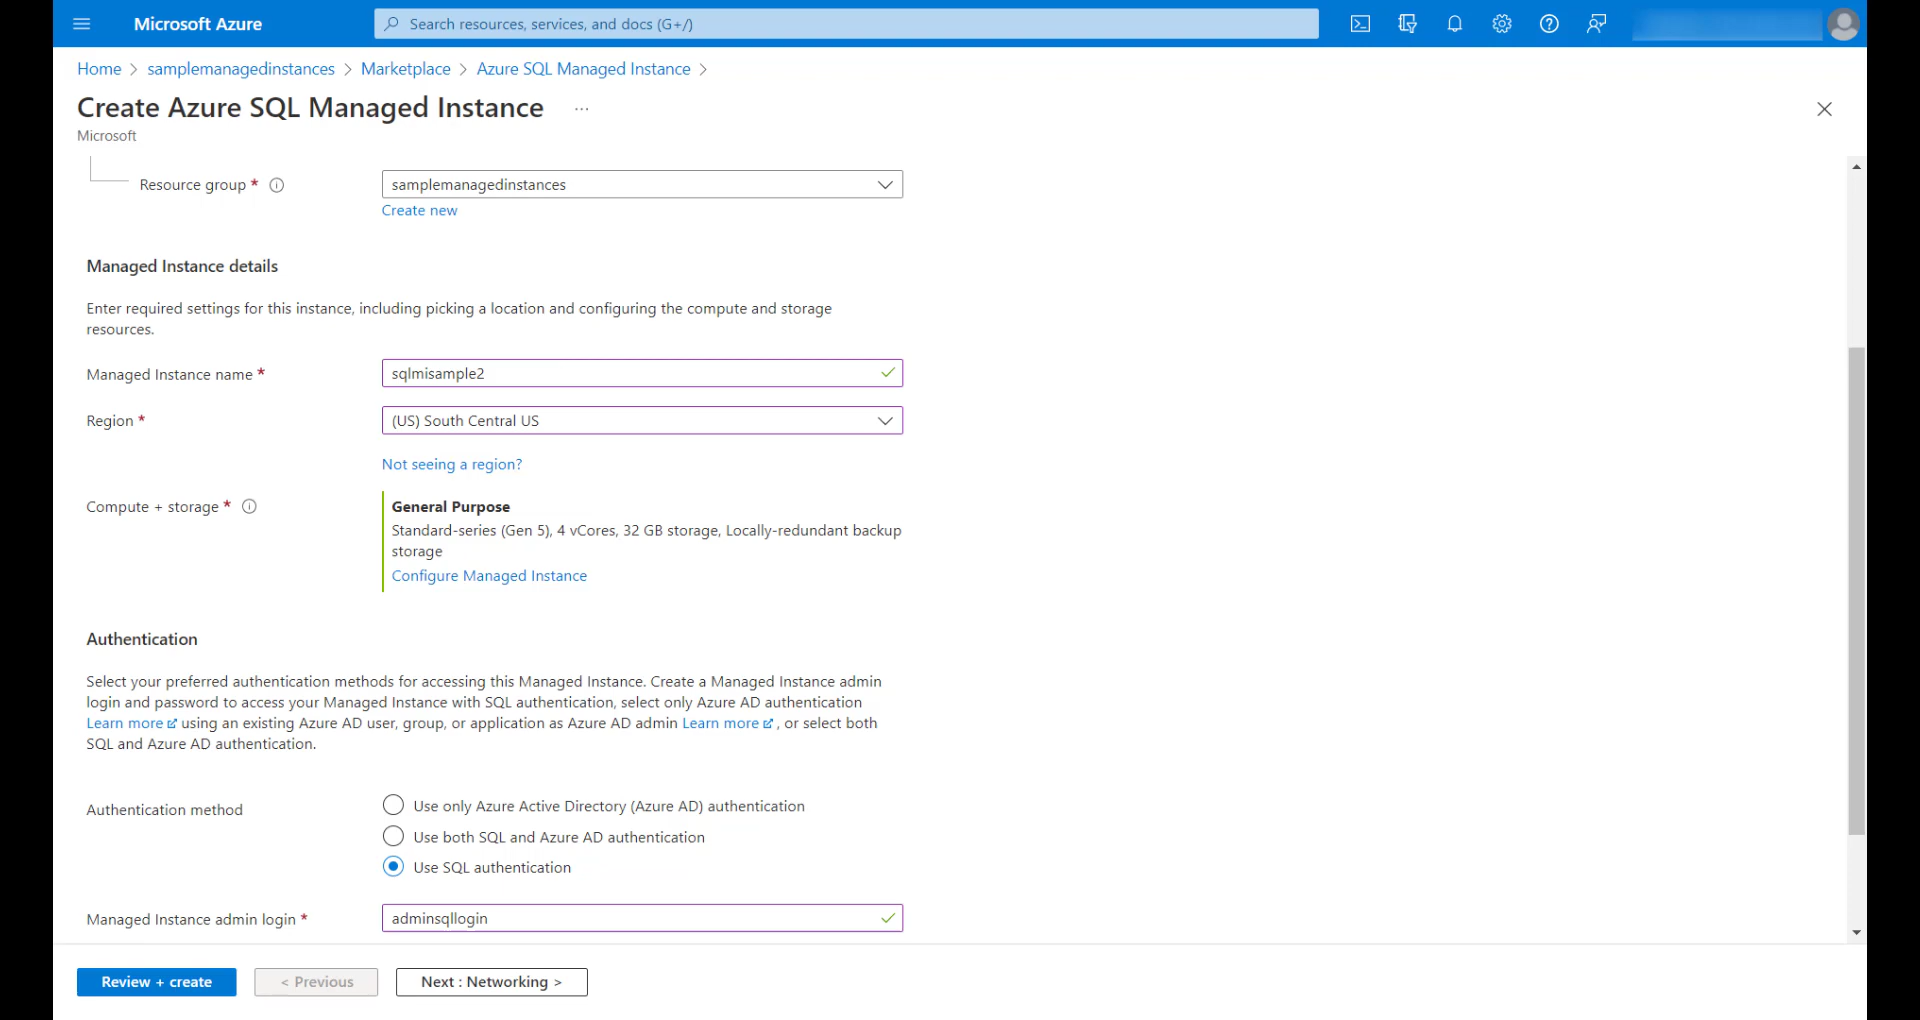 Microsoft Azure
Search resources, services, and docs (G+/)
Home > samplemanagedinstances > Marketplace > Azure SQL Managed Instance >
Create Azure SQL Managed Instance ...
Microsoft
Resource group *
samplemanagedinstances
Create new
Managed Instance details
Enter required settings for this instance, including picking a location and configuring the compute and storage
resources.
Managed Instance name *
sqlmisample2
Region *
(US) South Central US
Not seeing a region?
Compute + storage *
General Purpose
Standard-series (Gen 5), 4 vCores, 32 GB storage, Locally-redundant backup
storage
Configure Managed Instance
Authentication
Select your preferred authentication methods for accessing this Managed Instance. Create a Managed Instance admin
login and password to access your Managed Instance with SQL authentication, select only Azure AD authentication
Learn more using an existing Azure AD user, group, or application as Azure AD admin Learn more , or select both
SQL and Azure AD authentication.
Authentication method
Use only Azure Active Directory (Azure AD) authentication
Use both SQL and Azure AD authentication
Use SQL authentication
Managed Instance admin login *
adminsqllogin
Review + create
< Previous
Next : Networking >